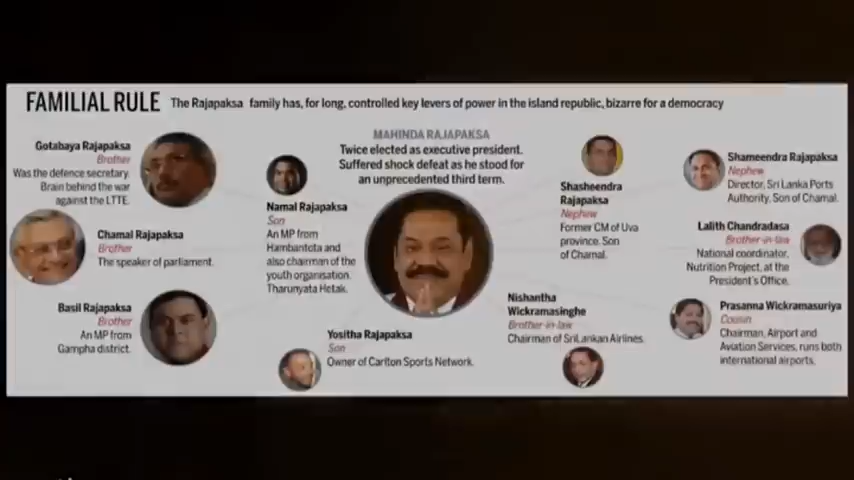 FAMILIAL RULE The Rajapaksa family has, for long, controlled key levers of power in the island republic, bizarre for a democracy
Gotabaya Rajapaksa
Brother
Was the defence secretary.
Brain behind the war
against the LTTE.
Chamal Rajapaksa
Brother
The speaker of parliament.
Basil Rajapaksa
Brother
An MP from
Gampha district.
Namal Rajapaksa
Son
An MP from
Hambantota and
also chairman of the
youth organisation,
Tharunyata Hetak.
Yositha Rajapaksa
Son
Owner of Carlton Sports Network.
MAHINDA RAJAPAKSA
Twice elected as executive president.
Suffered shock defeat as he stood for
an unprecedented third term.
Shasheendra
Rajapaksa
Nephew
Former CM of Uva
province. Son
of Chamal.
Nishantha
Wickramasinghe
Brother-in-law
Chairman of SriLankan Airlines.
Shameendra Rajapaksa
Nephew
Director, Sri Lanka Ports
Authority. Son of Chamal.
Lalith Chandradasa
Brother-in-law
National coordinator,
Nutrition Project, at the
President's Office.
Prasanna Wickramasuriya
Cousin
Chairman, Airport and
Aviation Services, runs both
international airports.